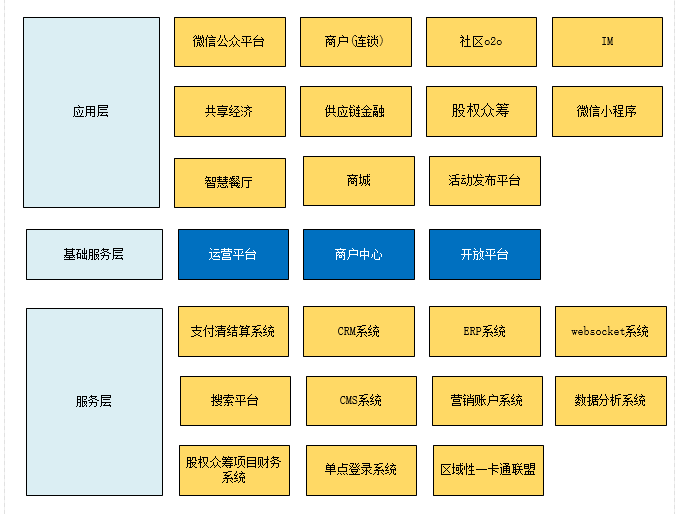 应用层
微信公众平台
商户(连锁)
社区o2o
IM
共享经济
供应链金融
股权众筹
微信小程序
智慧餐厅
商城
活动发布平台
基础服务层
运营平台
商户中心
开放平台
服务层
支付清结算系统
CRM系统
ERP系统
websocket系统
搜索平台
CMS系统
营销账户系统
数据分析系统
股权众筹项目财务
系统
单点登录系统
区域性一卡通联盟